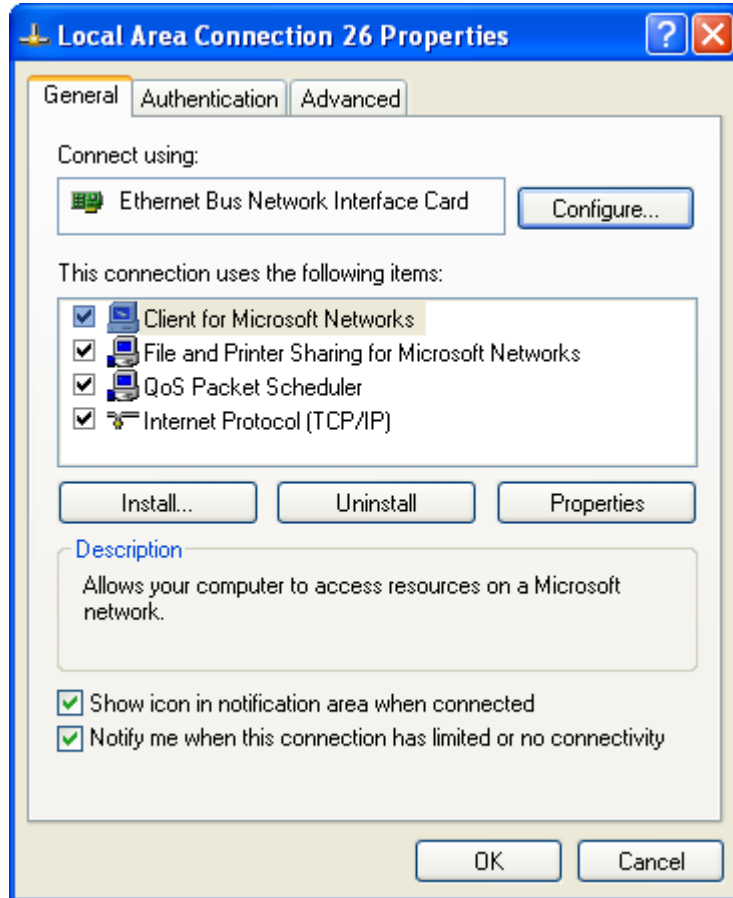 Local Area Connection 26 Properties
General Authentication Advanced
Connect using:
Ethernet Bus Network Interface Card Configure...
This connection uses the following items:
Client for Microsoft Networks
File and Printer Sharing for Microsoft Networks
QoS Packet Scheduler
Internet Protocol (TCP/IP)
Install... Uninstall Properties
Description
Allows your computer to access resources on a Microsoft
network.
Show icon in notification area when connected
Notify me when this connection has limited or no connectivity
OK Cancel